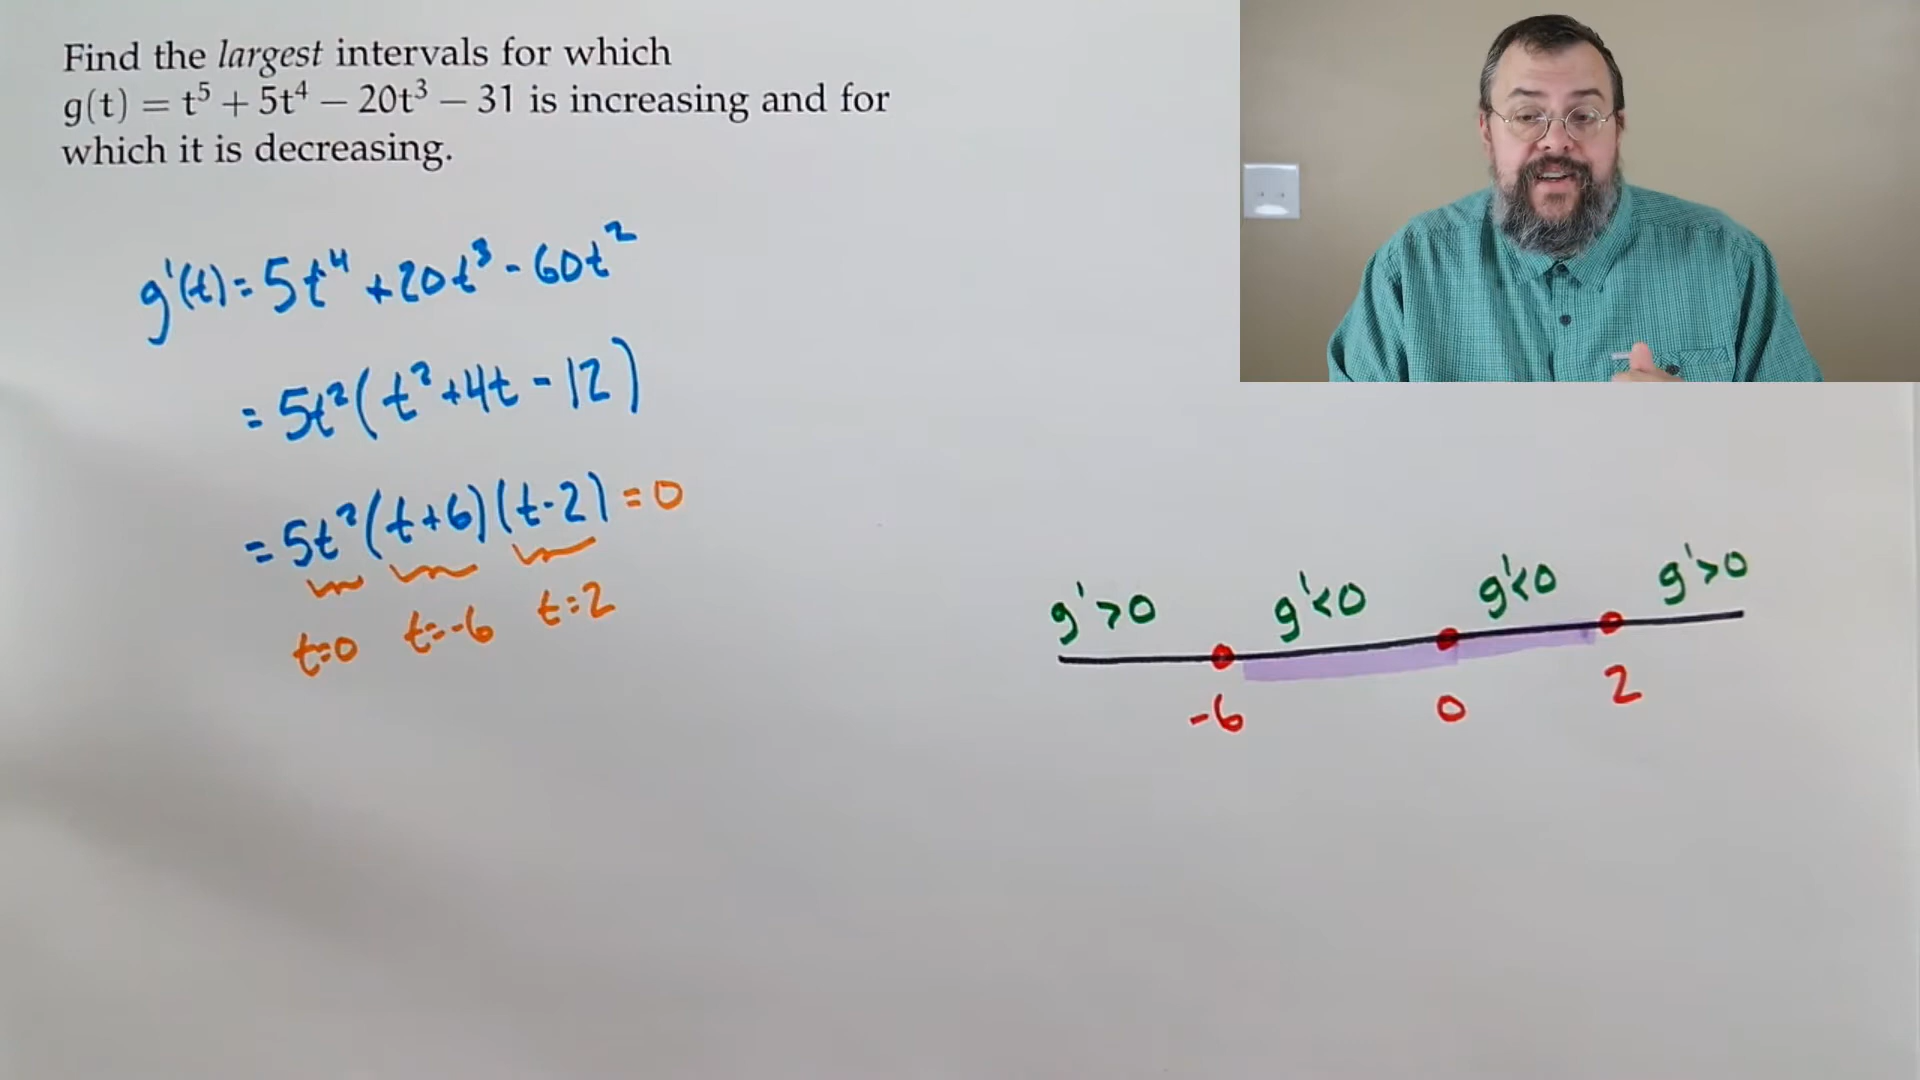 Find the largest intervals for which
g(t) = t⁵ + 5t⁴ − 20t³ − 31 is increasing and for
which it is decreasing.
g'(t) = 5t⁴ + 20t³ - 60t²
= 5t²(t² + 4t - 12)
= 5t²(t+6)(t-2) = 0
t=0 t=-6 t=2
g'>0 g'<0 g'<0 g'>0
-6 0 2